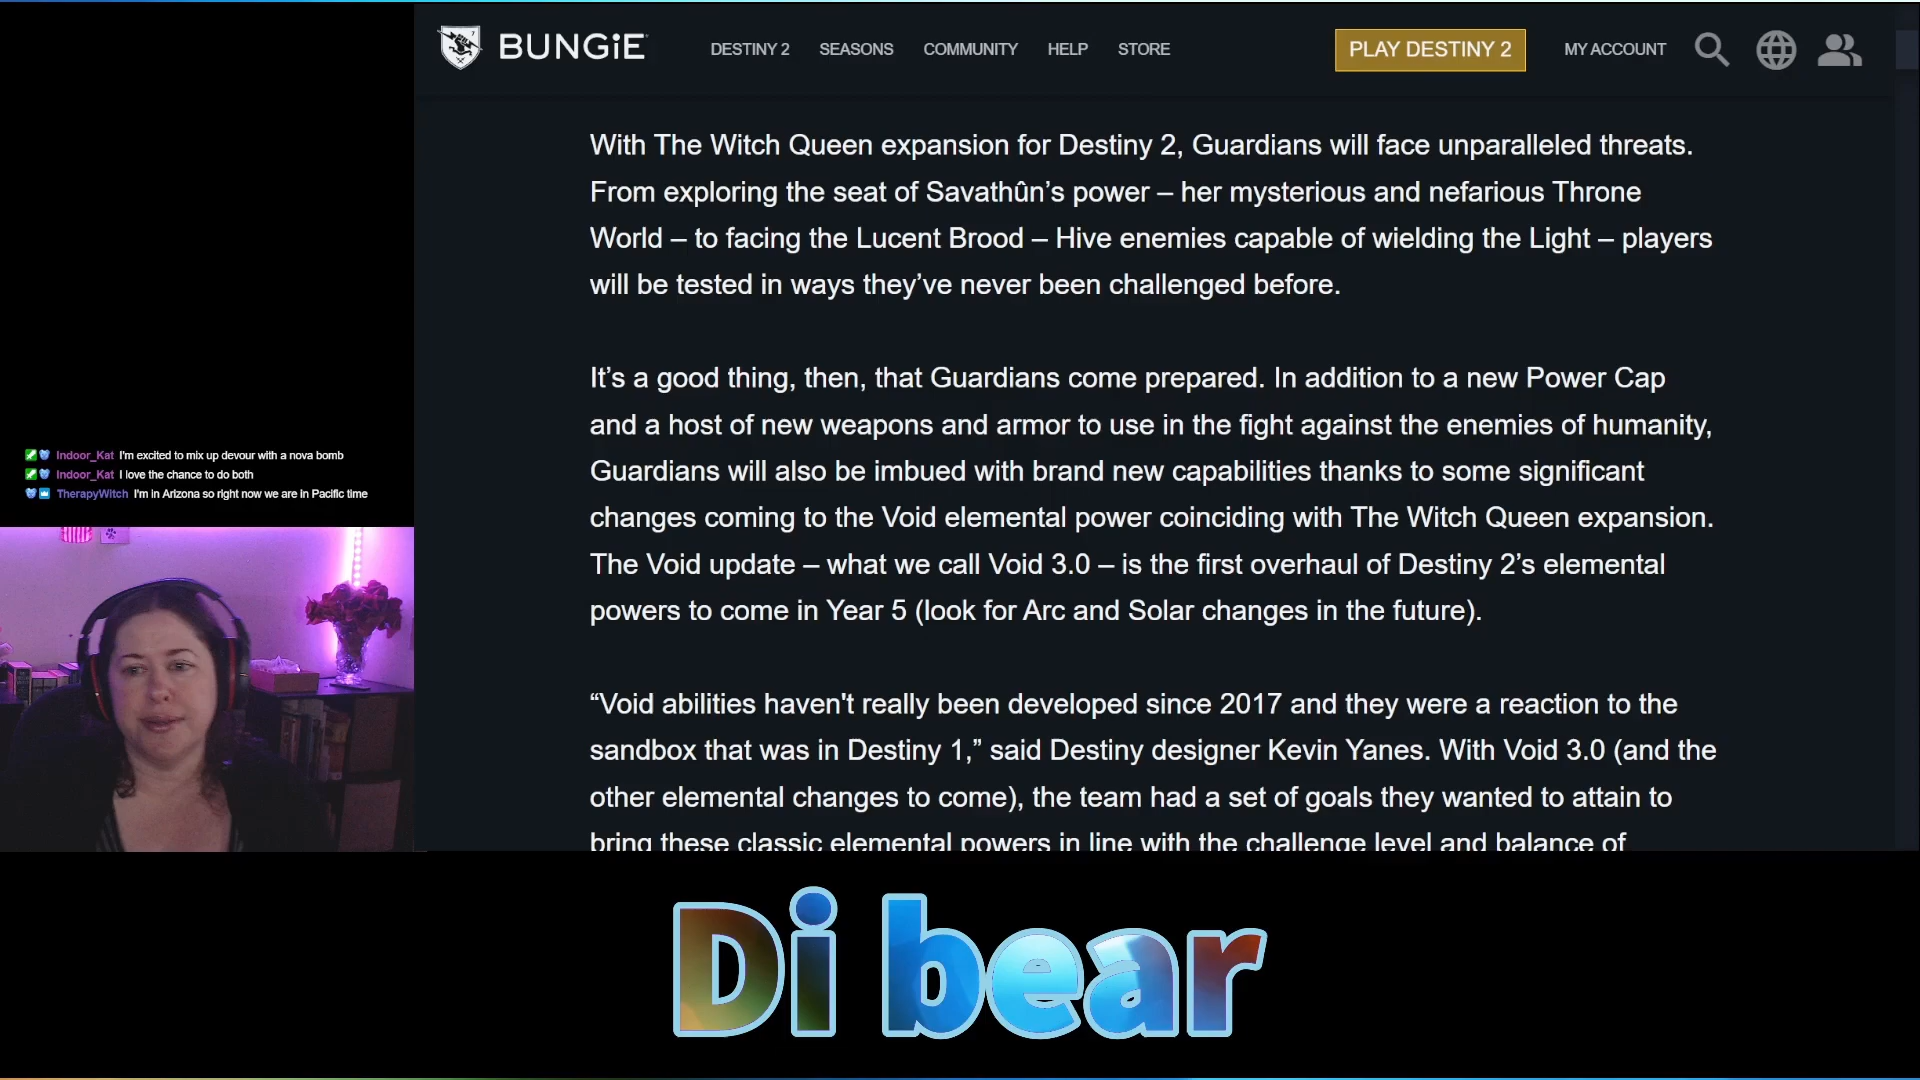 BUNGiE
DESTINY 2 SEASONS COMMUNITY HELP STORE
PLAY DESTINY 2
MY ACCOUNT
With The Witch Queen expansion for Destiny 2, Guardians will face unparalleled threats.
From exploring the seat of Savathûn’s power – her mysterious and nefarious Throne
World – to facing the Lucent Brood – Hive enemies capable of wielding the Light – players
will be tested in ways they’ve never been challenged before.
It’s a good thing, then, that Guardians come prepared. In addition to a new Power Cap
and a host of new weapons and armor to use in the fight against the enemies of humanity,
Guardians will also be imbued with brand new capabilities thanks to some significant
changes coming to the Void elemental power coinciding with The Witch Queen expansion.
The Void update – what we call Void 3.0 – is the first overhaul of Destiny 2’s elemental
powers to come in Year 5 (look for Arc and Solar changes in the future).
“Void abilities haven't really been developed since 2017 and they were a reaction to the
sandbox that was in Destiny 1,” said Destiny designer Kevin Yanes. With Void 3.0 (and the
other elemental changes to come), the team had a set of goals they wanted to attain to
bring these classic elemental powers in line with the challenge level and balance of
Indoor_Kat I'm excited to mix up devour with a nova bomb
Indoor_Kat I love the chance to do both
TherapyWitch I'm in Arizona so right now we are in Pacific time
Di bear